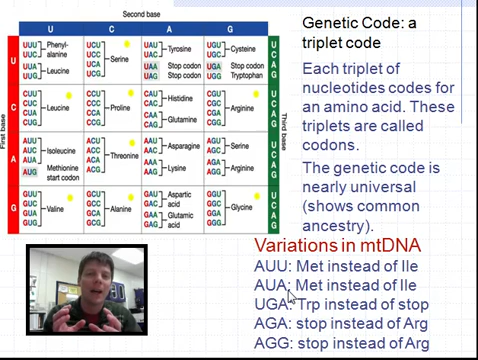 Second base
U C A G
First base
Third base
U
UUU
UUC
Phenyl-
alanine
UUA
UUG
Leucine
UCU
UCC
UCA
UCG
Serine
UAU
UAC
Tyrosine
UAA
Stop codon
UAG
Stop codon
UGU
UGC
Cysteine
UGA
Stop codon
UGG
Tryptophan
U
C
A
G
C
CUU
CUC
CUA
CUG
Leucine
CCU
CCC
CCA
CCG
Proline
CAU
CAC
Histidine
CAA
CAG
Glutamine
CGU
CGC
CGA
CGG
Arginine
U
C
A
G
A
AUU
AUC
AUA
Isoleucine
AUG
Methionine
start codon
ACU
ACC
ACA
ACG
Threonine
AAU
AAC
Asparagine
AAA
AAG
Lysine
AGU
AGC
Serine
AGA
AGG
Arginine
U
C
A
G
G
GUU
GUC
GUA
GUG
Valine
GCU
GCC
GCA
GCG
Alanine
GAU
GAC
Aspartic
acid
GAA
GAG
Glutamic
acid
GGU
GGC
GGA
GGG
Glycine
U
C
A
G
Genetic Code: a
triplet code
Each triplet of
nucleotides codes for
an amino acid. These
triplets are called
codons.
The genetic code is
nearly universal
(shows common
ancestry).
Variations in mtDNA
AUU: Met instead of Ile
AUA: Met instead of Ile
UGA: Trp instead of stop
AGA: stop instead of Arg
AGG: stop instead of Arg